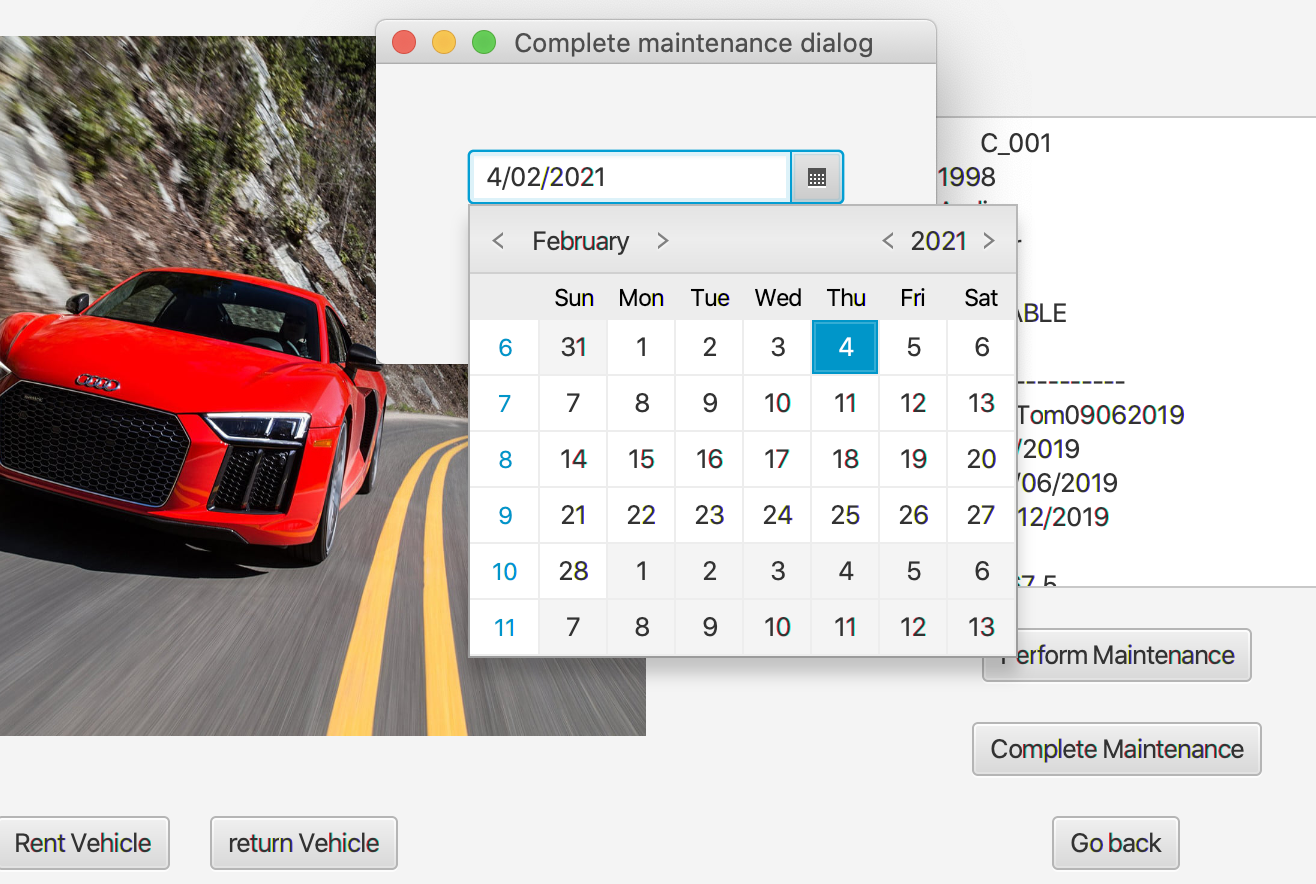 Complete maintenance dialog
4/02/2021
< February >
< 2021 >
Sun Mon Tue Wed Thu Fri Sat
6 31 1 2 3 4 5 6
7 7 8 9 10 11 12 13
8 14 15 16 17 18 19 20
9 21 22 23 24 25 26 27
10 28 1 2 3 4 5 6
11 7 8 9 10 11 12 13
C_001
1998
ABLE
----------
Tom09062019
/2019
/06/2019
12/2019
7.5
Perform Maintenance
Complete Maintenance
Rent Vehicle
return Vehicle
Go back